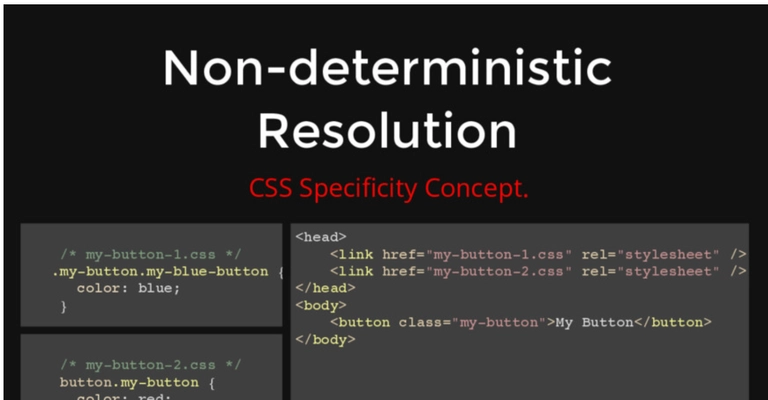 Non-deterministic
Resolution
CSS Specificity Concept.
/* my-button-1.css */
.my-button.my-blue-button {
color: blue;
}
/* my-button-2.css */
button.my-button {
color: red;
<head>
<link href="my-button-1.css" rel="stylesheet" />
<link href="my-button-2.css" rel="stylesheet" />
</head>
<body>
<button class="my-button">My Button</button>
</body>